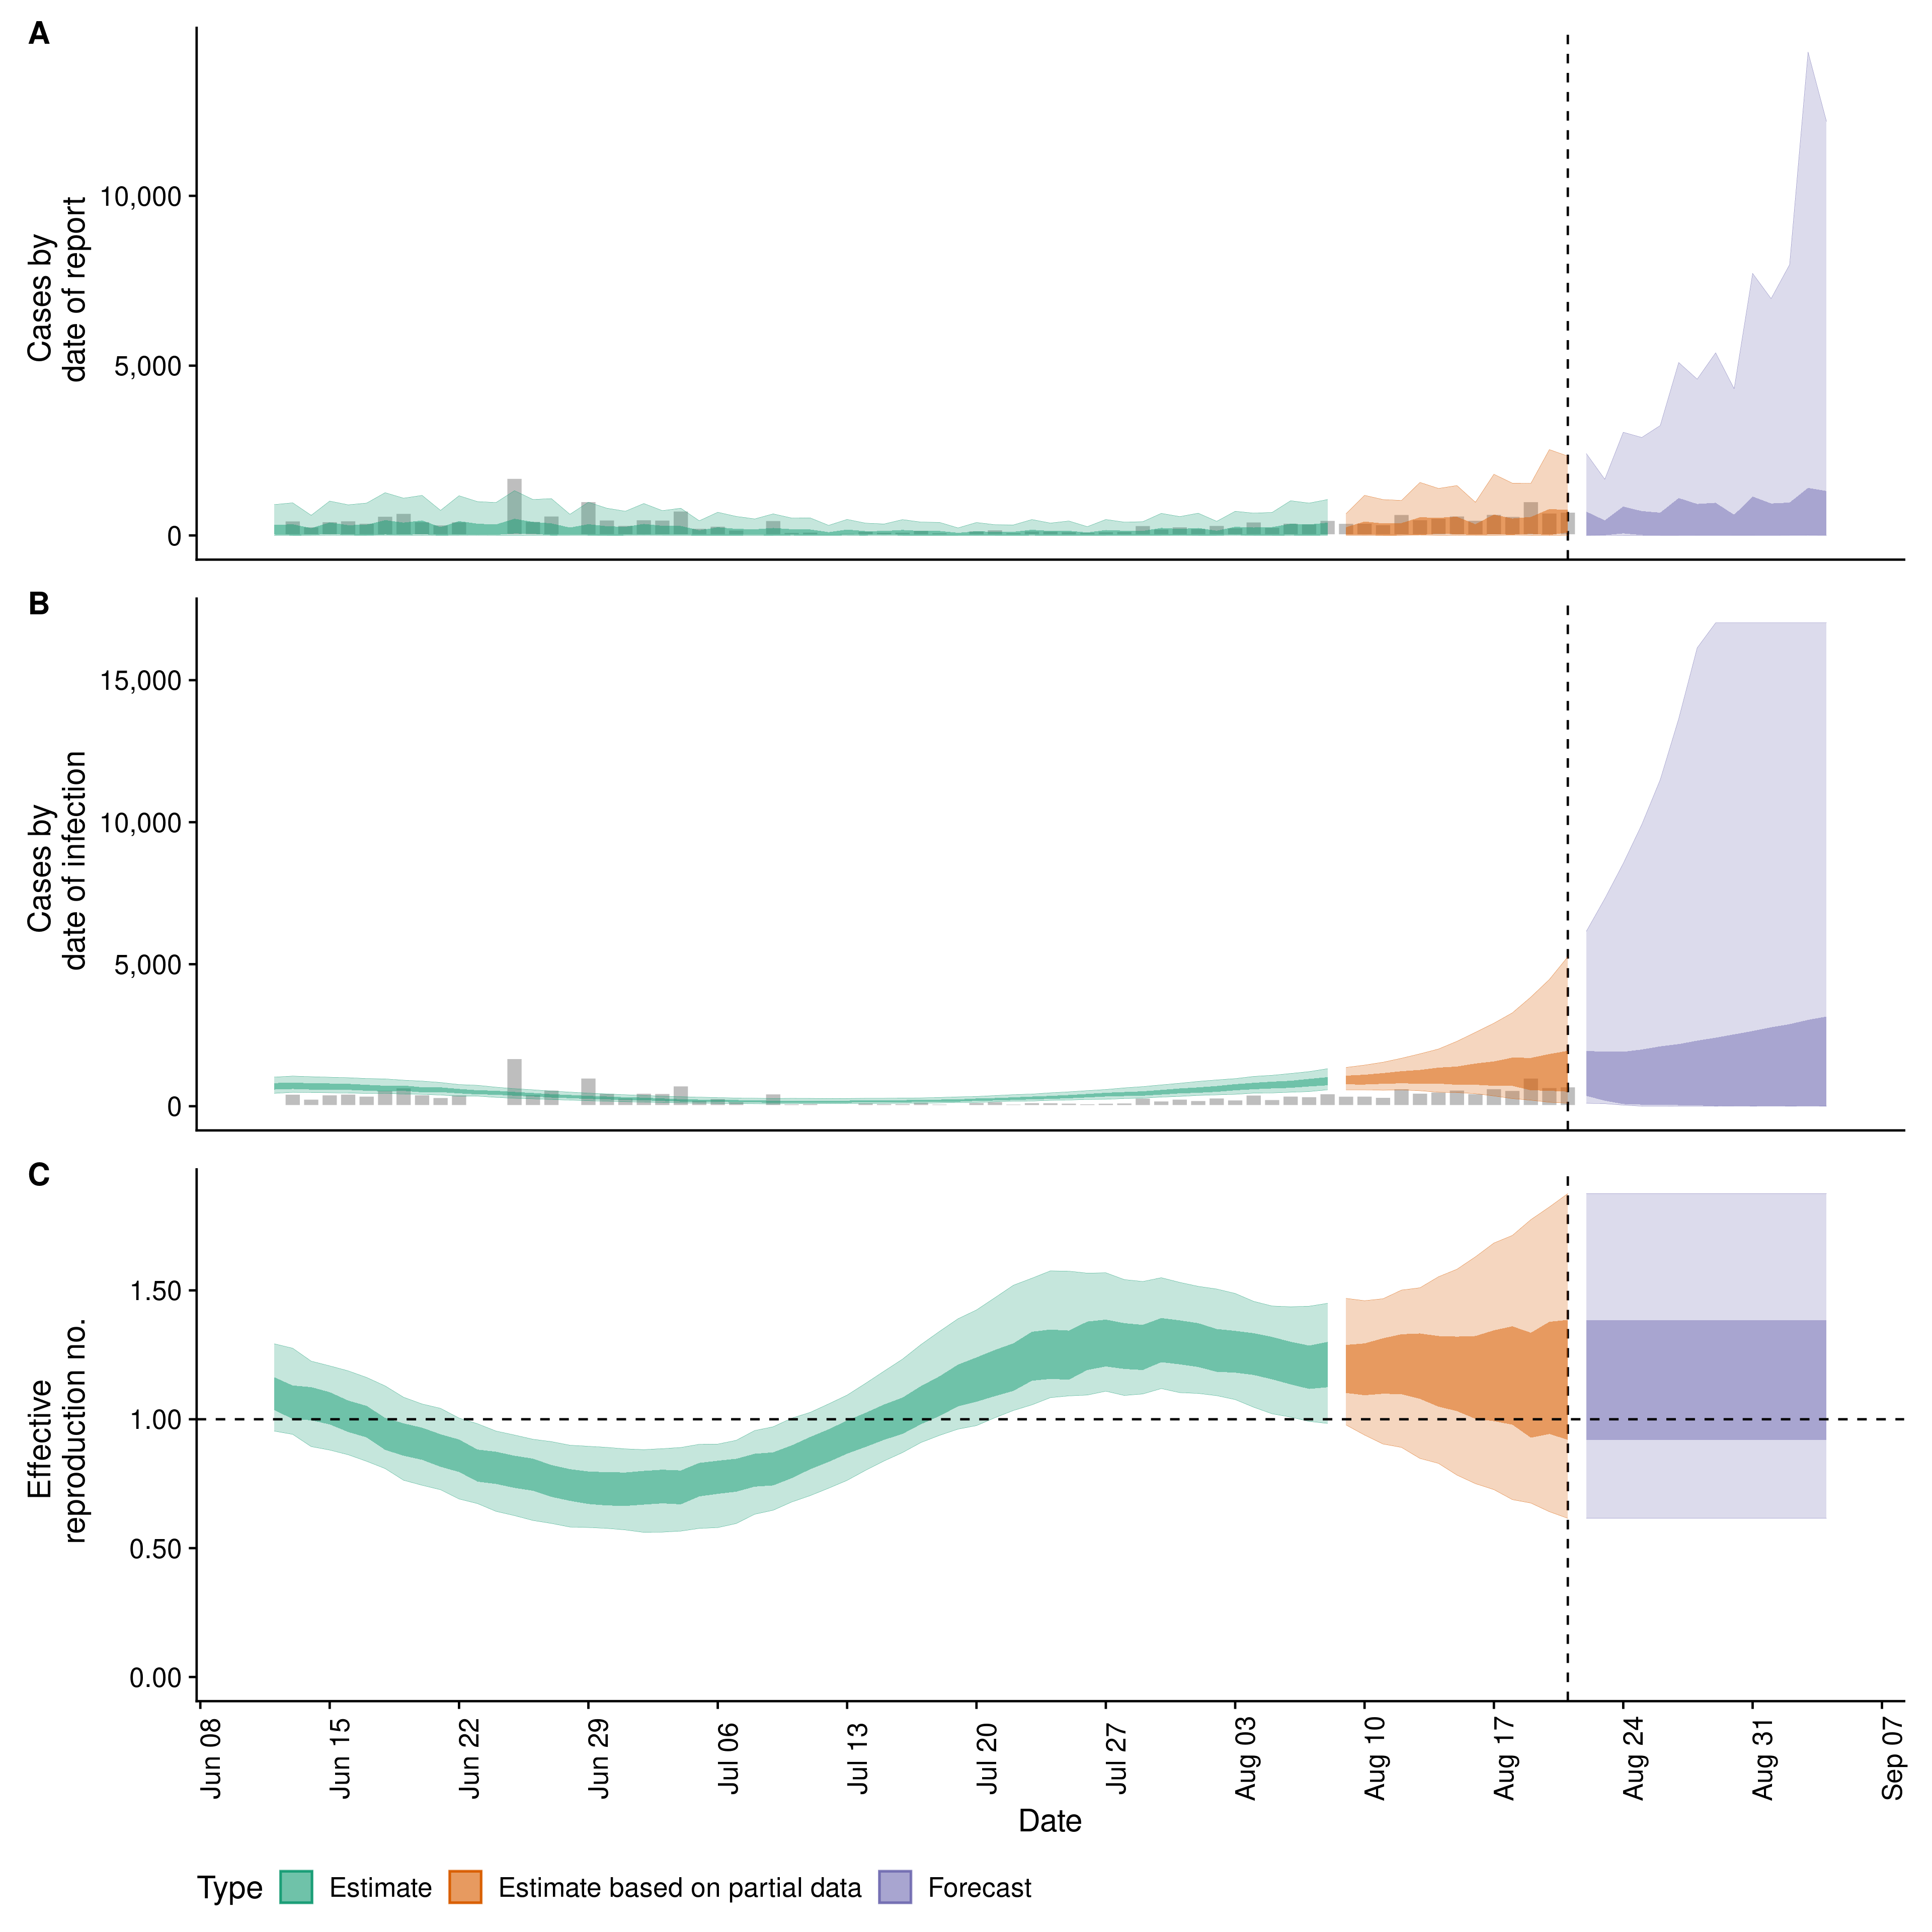 A
Cases by
date of report
10,000
5,000
0
B
Cases by
date of infection
15,000
10,000
5,000
0
C
Effective
reproduction no.
1.50
1.00
0.50
0.00
Jun 08
Jun 15
Jun 22
Jun 29
Jul 06
Jul 13
Jul 20
Jul 27
Aug 03
Aug 10
Aug 17
Aug 24
Aug 31
Sep 07
Date
Type Estimate Estimate based on partial data Forecast